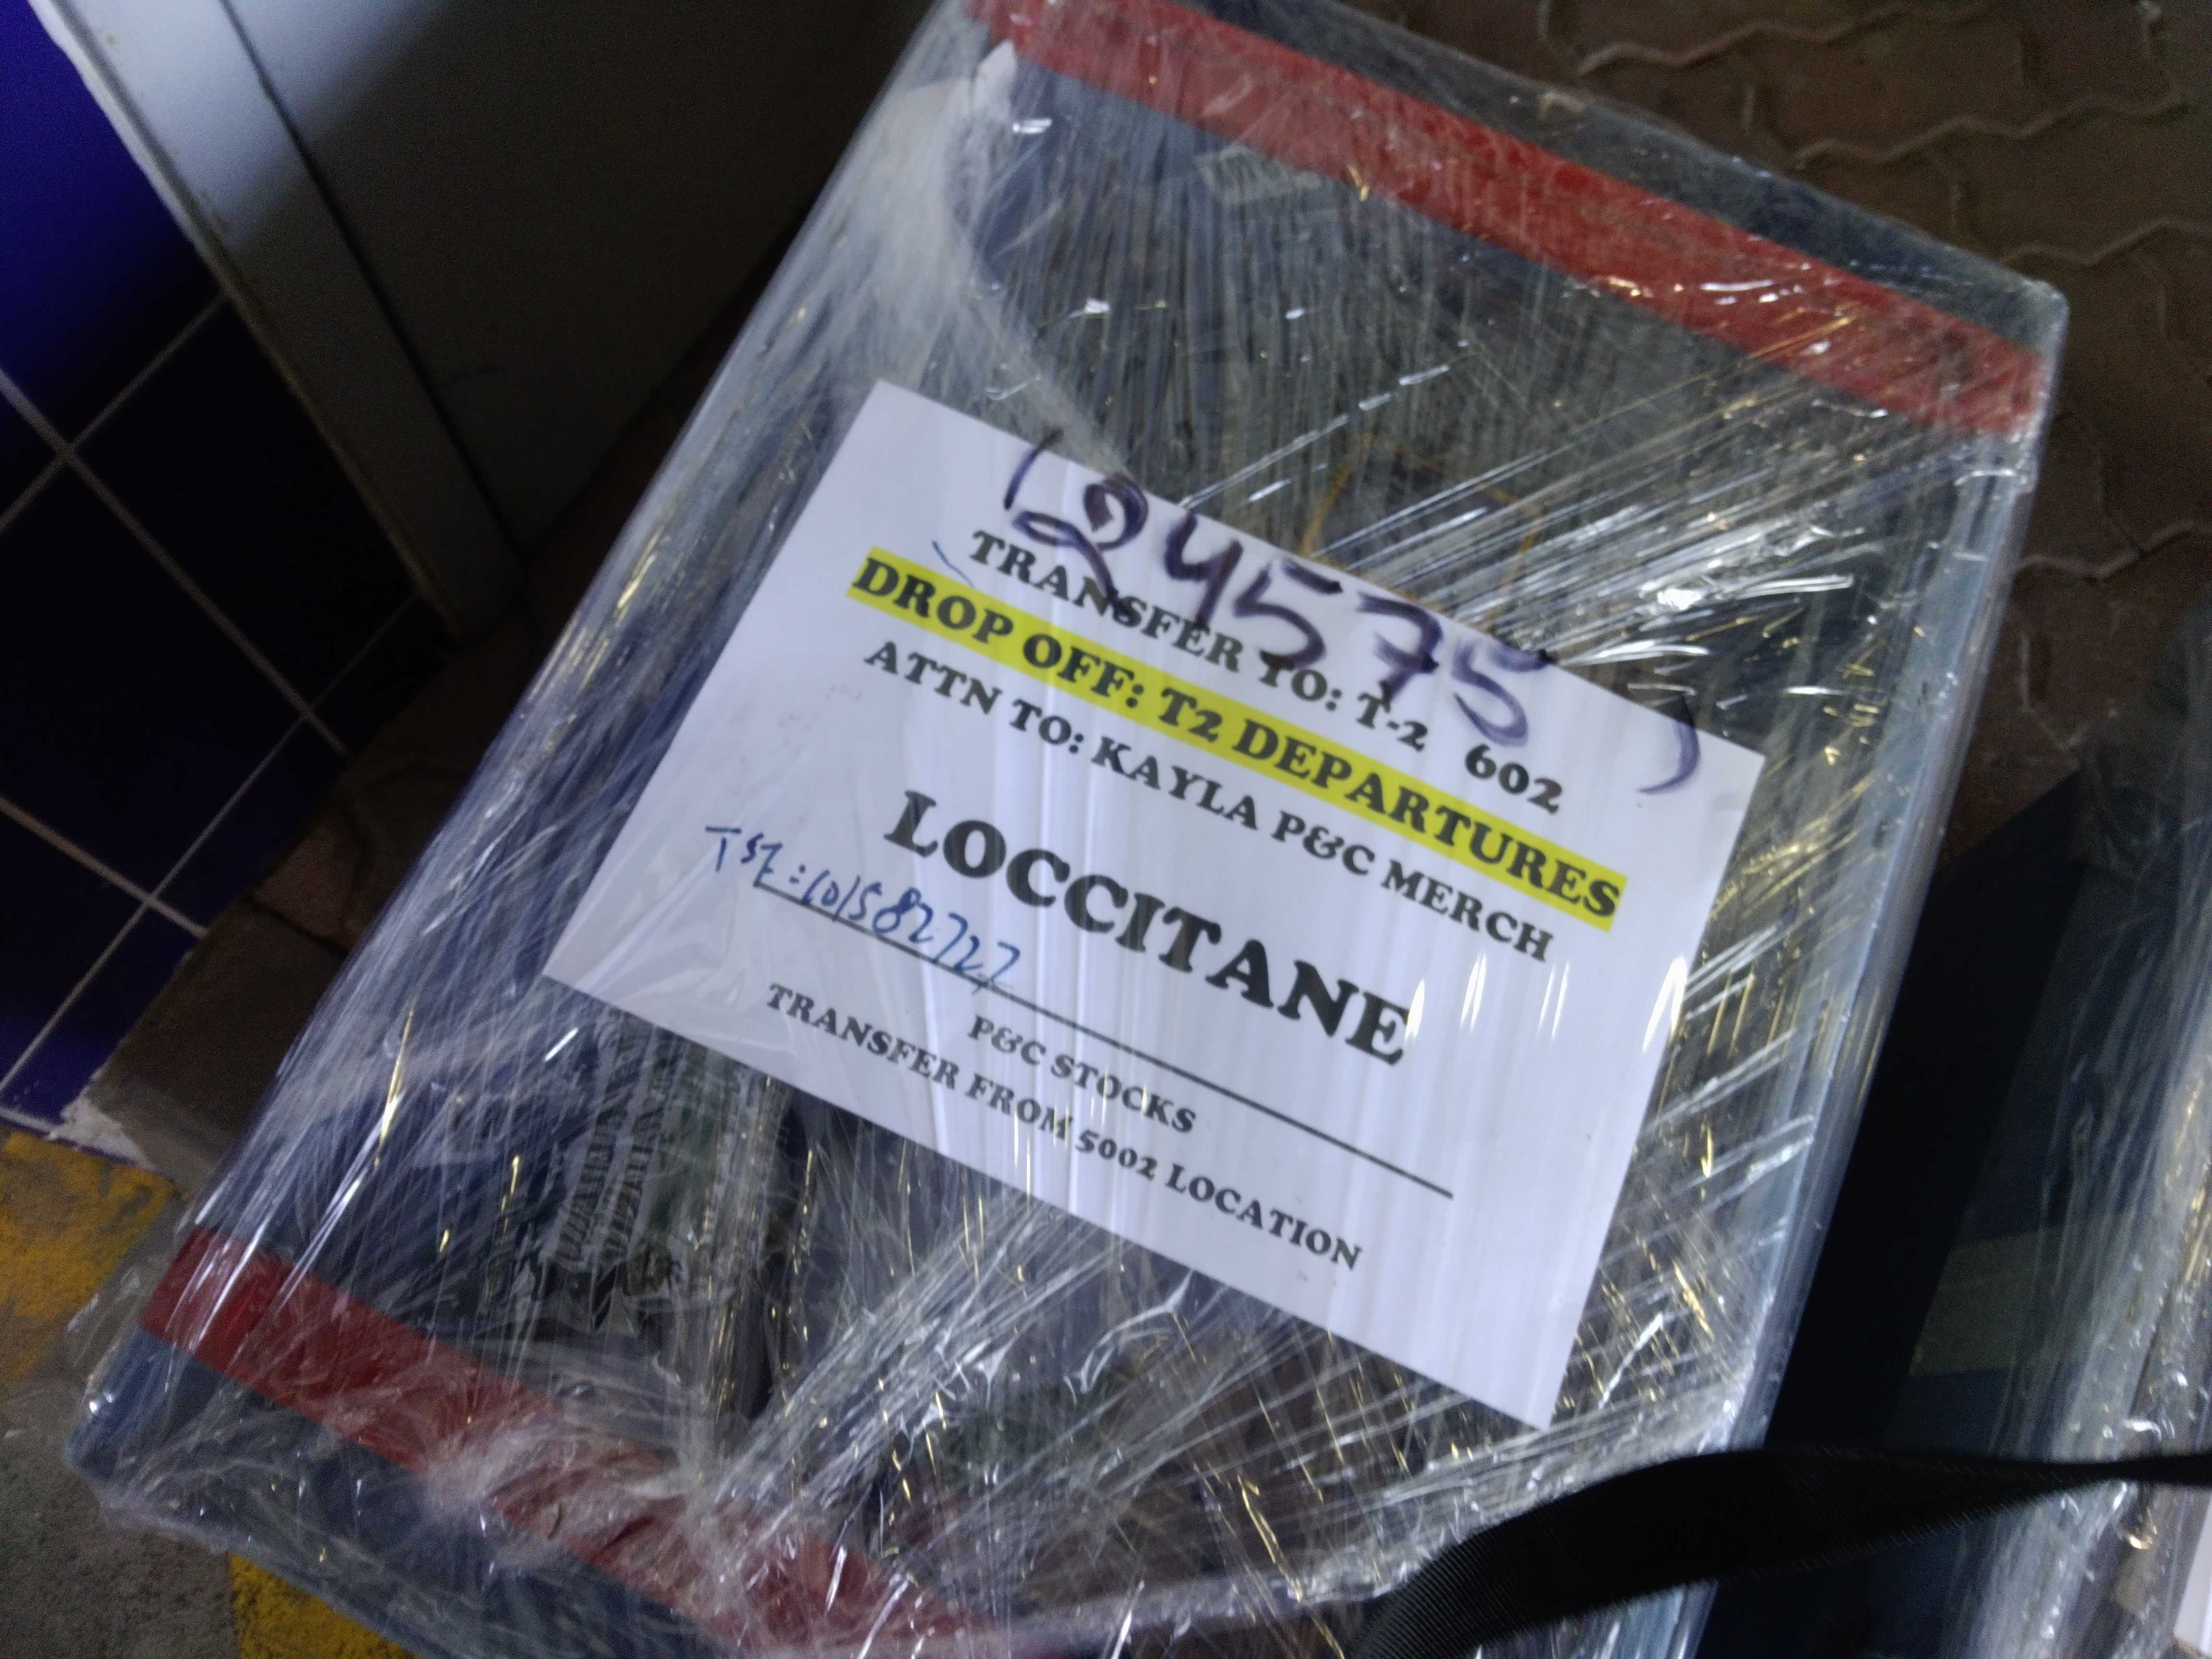 (24575)
TRANSFER TO: T-2 602
DROP OFF: T2 DEPARTURES
ATTN TO: KAYLA P&C MERCH
LOCCITANE
TSF: 101582727
P&C STOCKS
TRANSFER FROM 5002 LOCATION